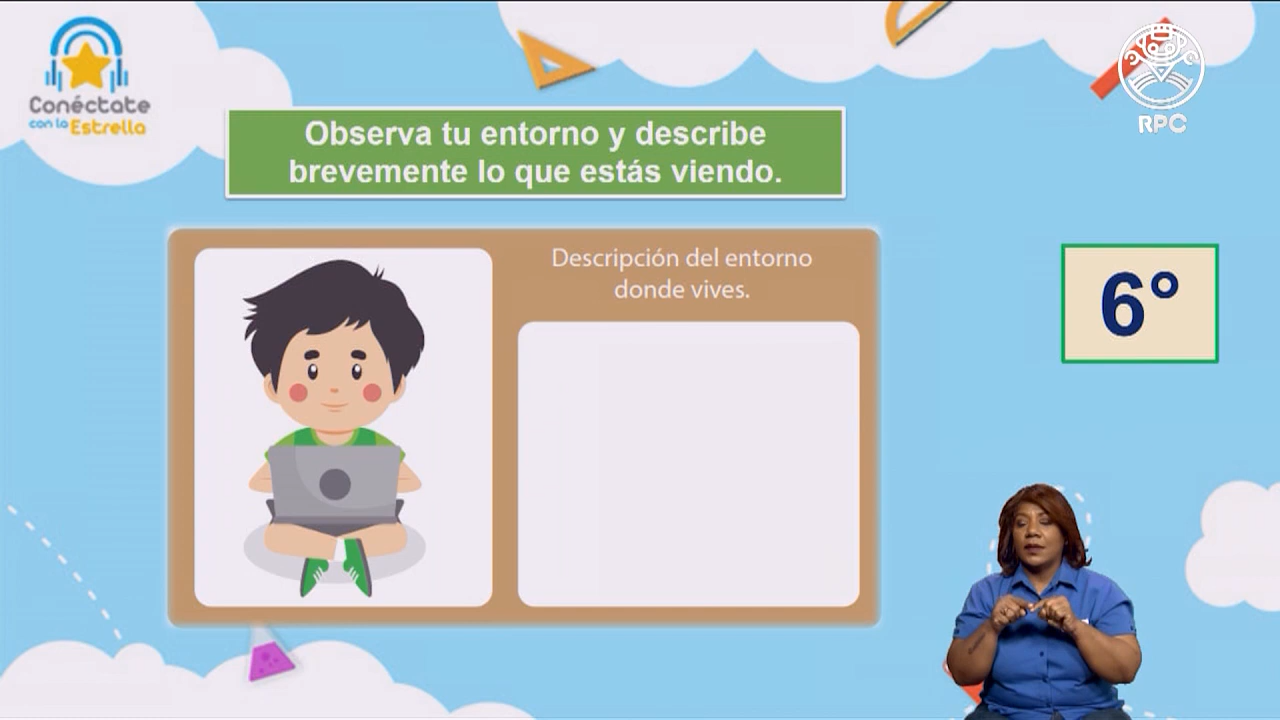 Conéctate
con la Estrella
RPC
Observa tu entorno y describe
brevemente lo que estás viendo.
Descripción del entorno
donde vives.
6°